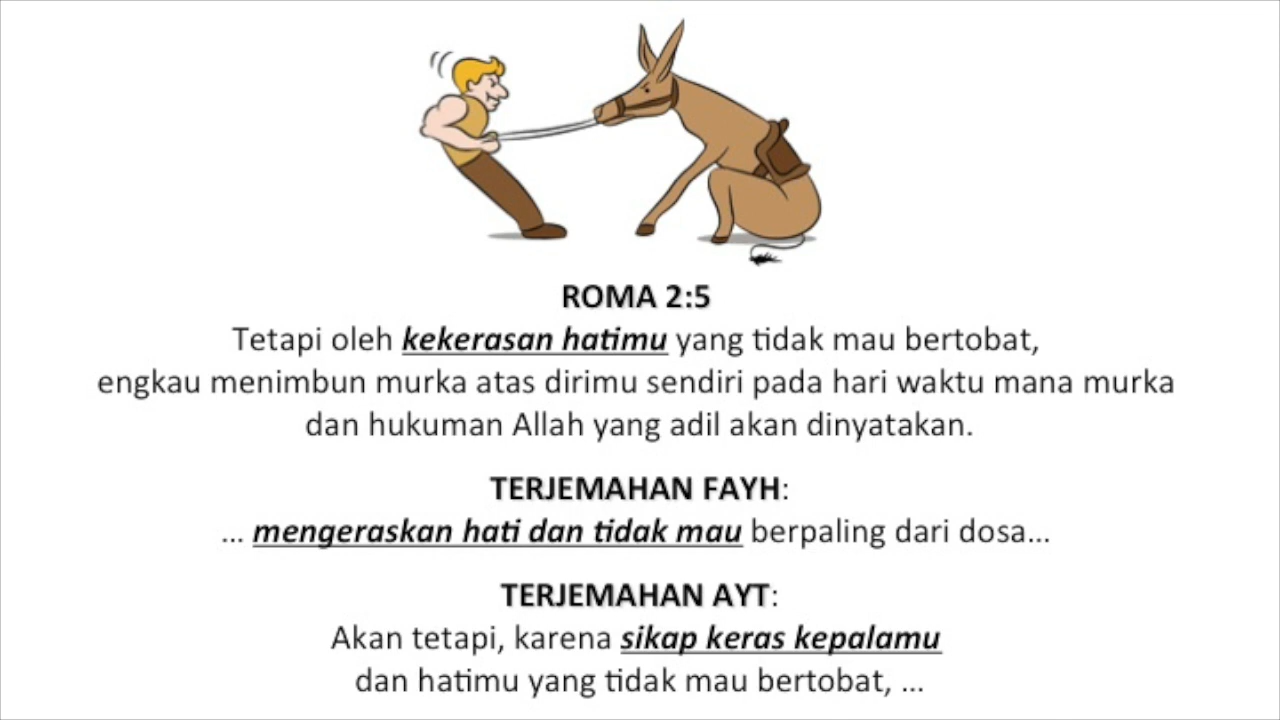 ROMA 2:5
Tetapi oleh kekerasan hatimu yang tidak mau bertobat,
engkau menimbun murka atas dirimu sendiri pada hari waktu mana murka
dan hukuman Allah yang adil akan dinyatakan.
TERJEMAHAN FAYH:
... mengeraskan hati dan tidak mau berpaling dari dosa...
TERJEMAHAN AYT:
Akan tetapi, karena sikap keras kepalamu
dan hatimu yang tidak mau bertobat, ...